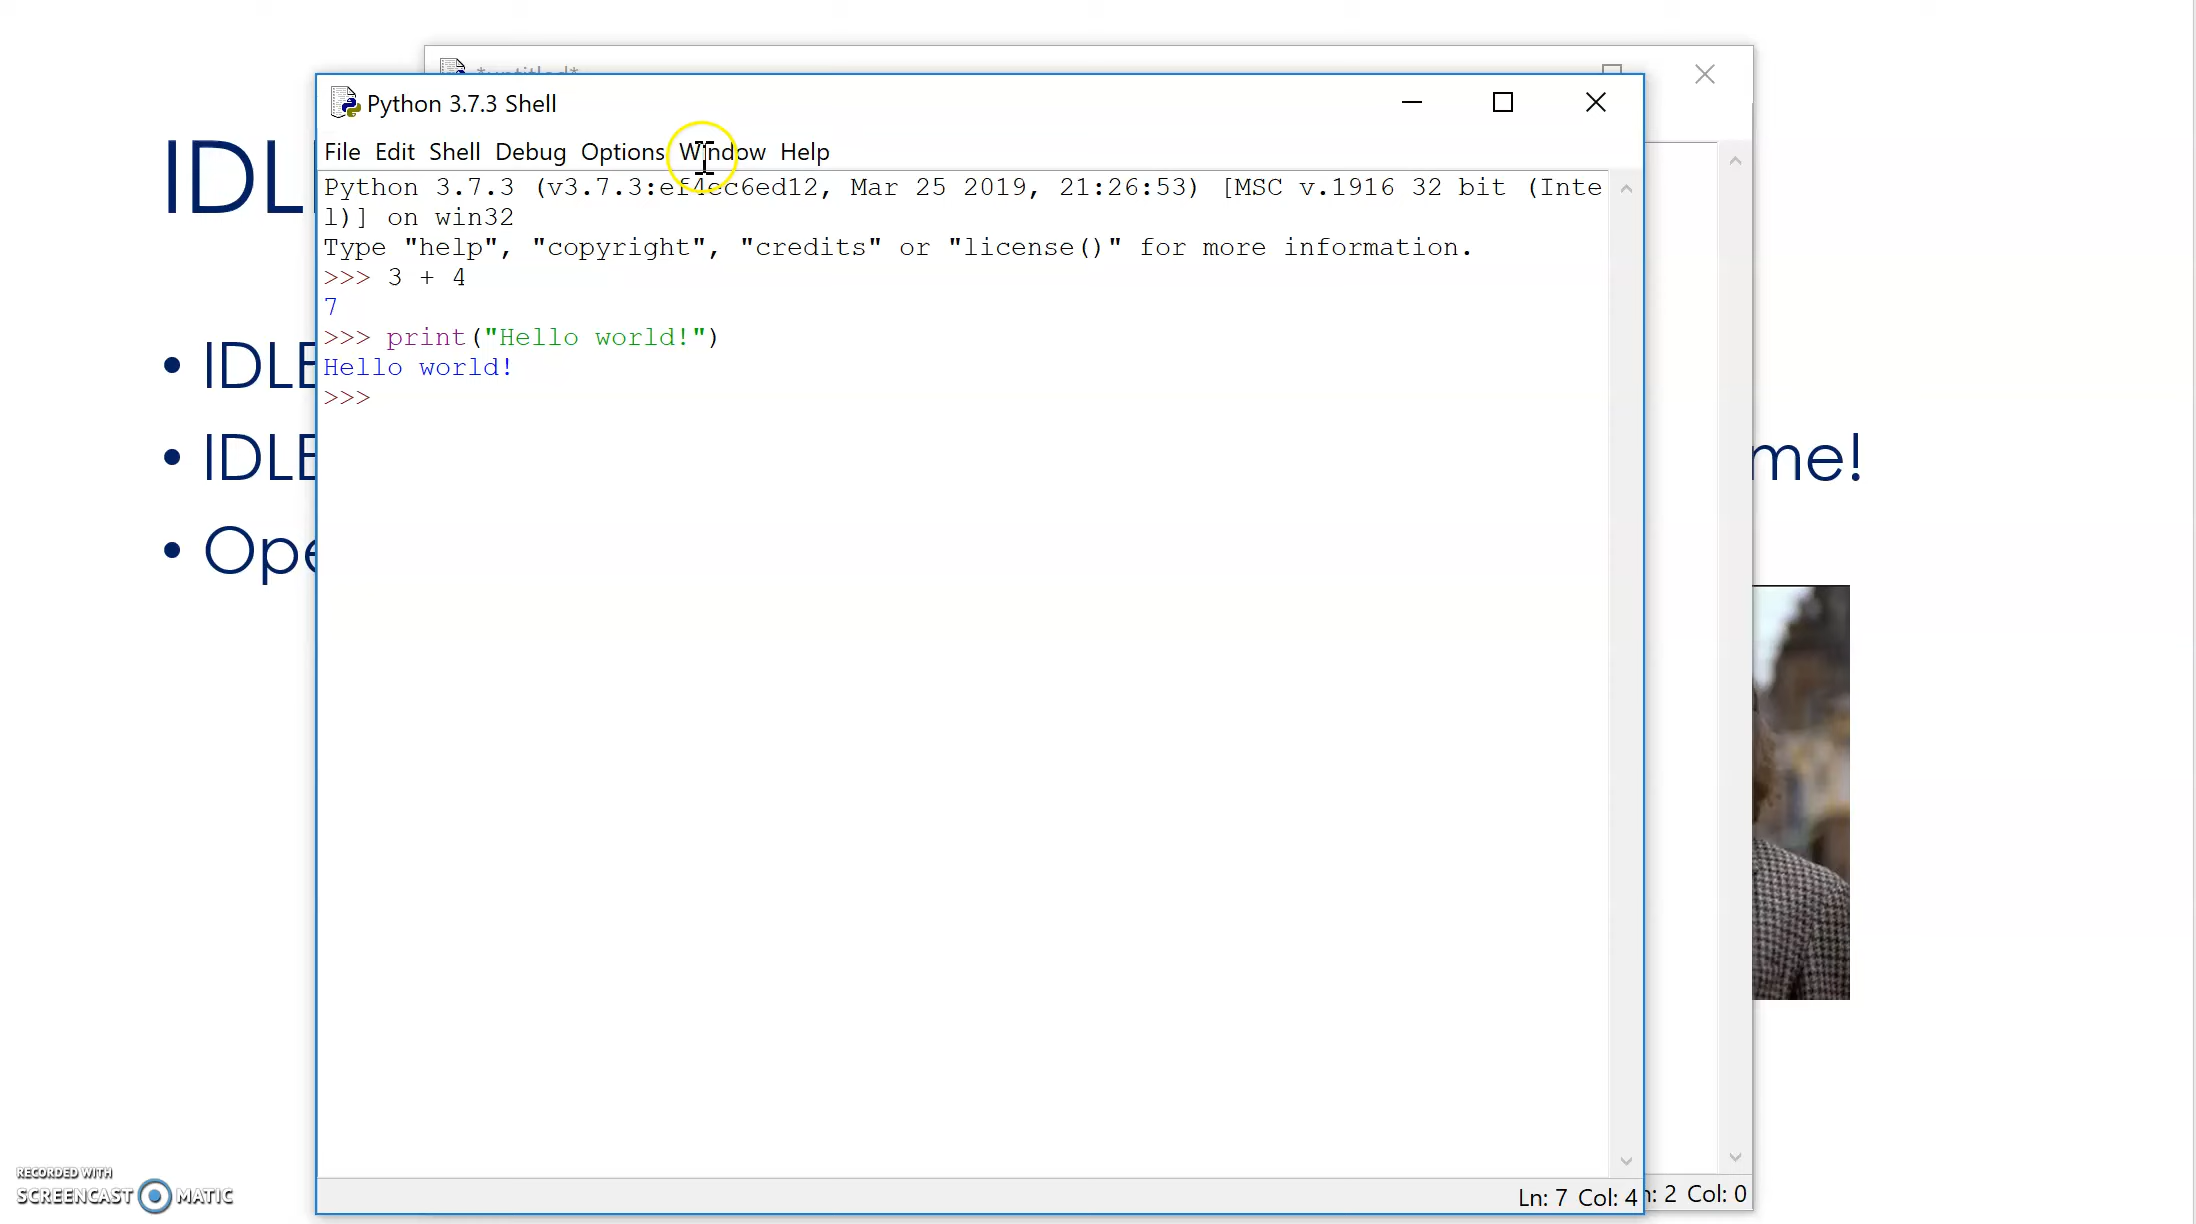 *untitled*
Python 3.7.3 Shell
File Edit Shell Debug Options Window Help
Python 3.7.3 (v3.7.3:ef4ec6ed12, Mar 25 2019, 21:26:53) [MSC v.1916 32 bit (Inte
l)] on win32
Type "help", "copyright", "credits" or "license()" for more information.
>>> 3 + 4
7
>>> print("Hello world!")
Hello world!
>>>
IDL
• IDLE
• IDLE
me!
• Ope
Ln: 7 Col: 4
: 2 Col: 0
RECORDED WITH
SCREENCAST MATIC